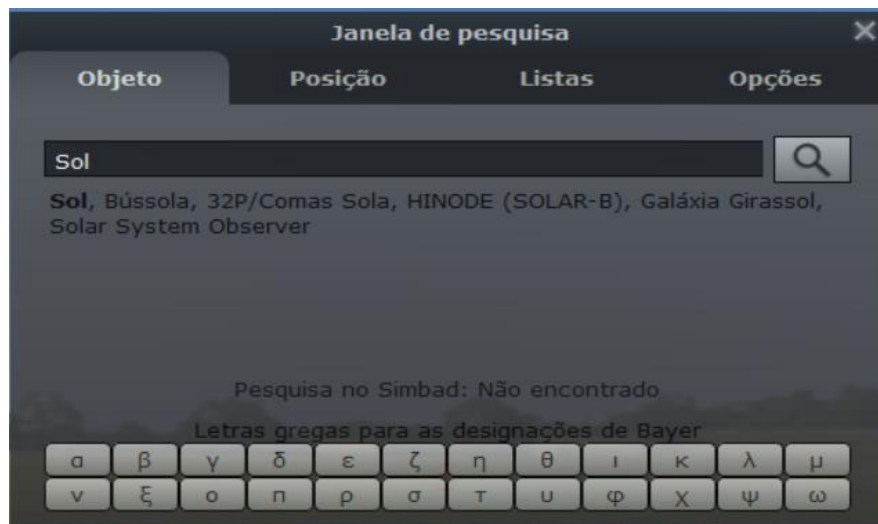 Janela de pesquisa
Objeto Posição Listas Opções
Sol
Sol, Bússola, 32P/Comas Sola, HINODE (SOLAR-B), Galáxia Girassol,
Solar System Observer
Pesquisa no Simbad: Não encontrado
Letras gregas para as designações de Bayer
α β γ δ ε ζ η θ ι κ λ μ
ν ξ ο π ρ σ τ υ φ χ ψ ω